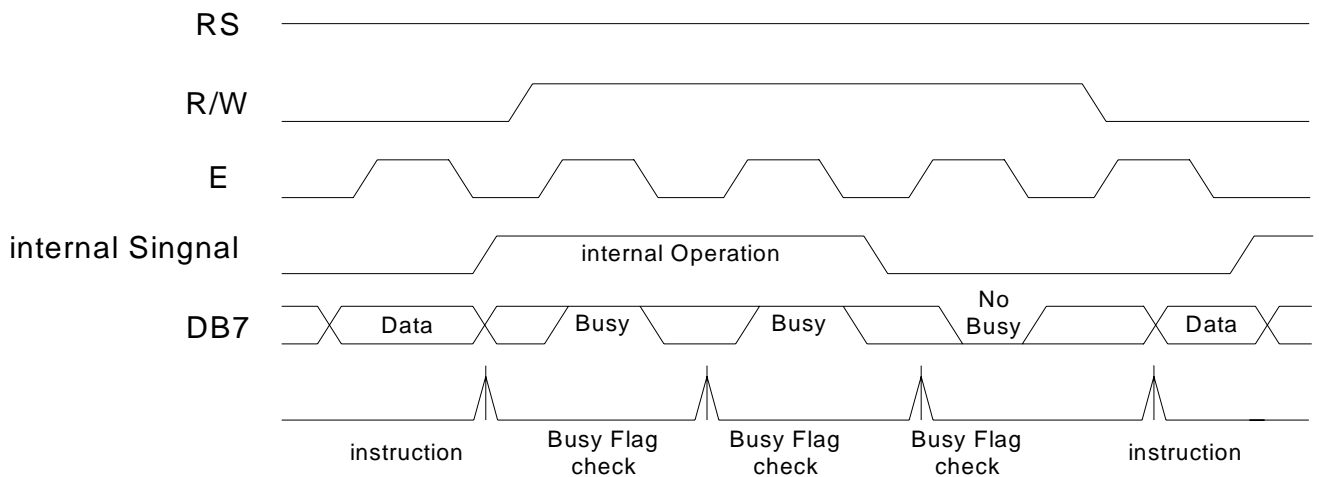 RS
R/W
E
internal Singnal
internal Operation
DB7
Data
Busy
Busy
No
Busy
Data
instruction
Busy Flag
check
Busy Flag
check
Busy Flag
check
instruction